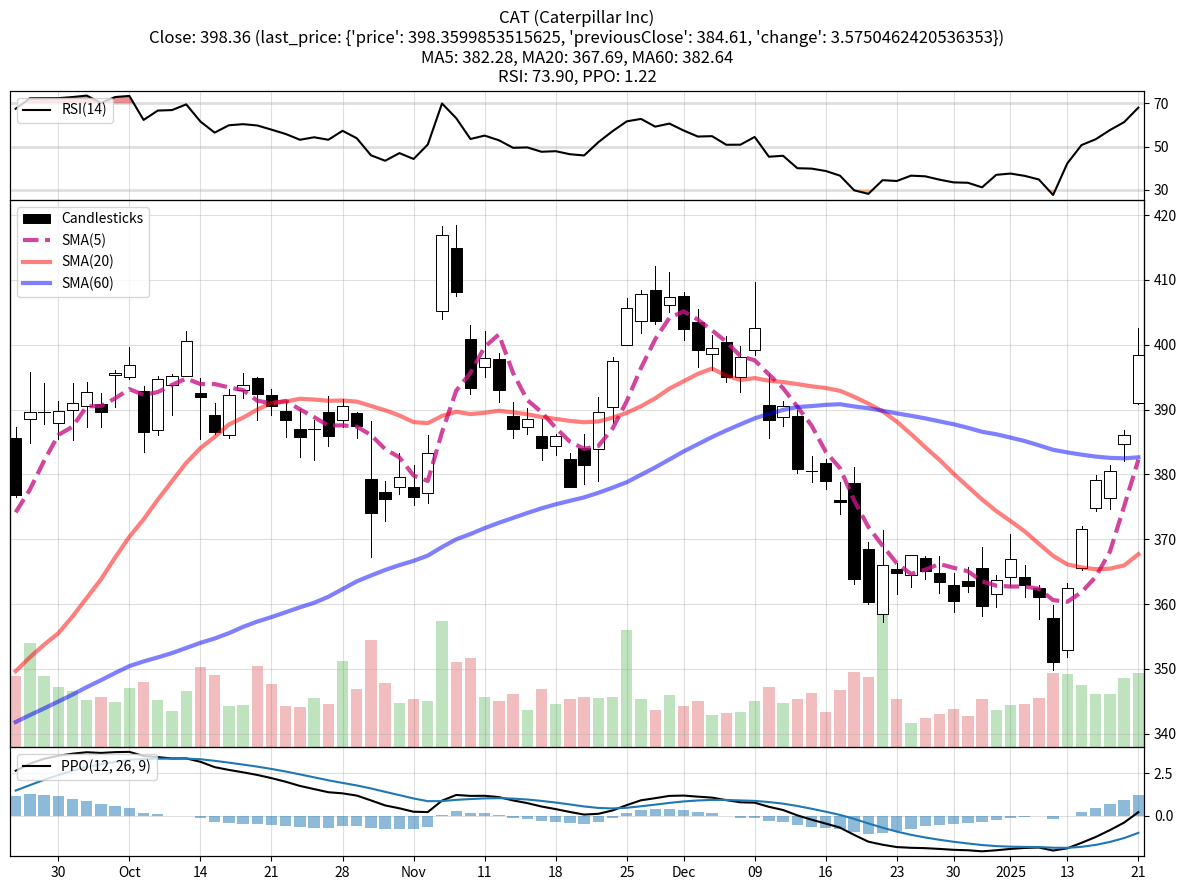 CAT (Caterpillar Inc)
Close: 398.36 (last_price: {'price': 398.3599853515625, 'previousClose': 384.61, 'change': 3.5750462420536353})
MA5: 382.28, MA20: 367.69, MA60: 382.64
RSI: 73.90, PPO: 1.22
RSI(14)
70
50
30
Candlesticks
SMA(5)
SMA(20)
SMA(60)
420
410
400
390
380
370
360
350
340
PPO(12, 26, 9)
2.5
0.0
30 Oct 14 21 28 Nov 11 18 25 Dec 09 16 23 30 2025 13 21